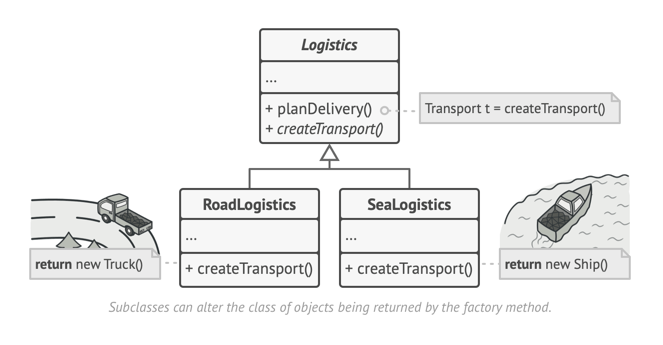 Logistics
...
+ planDelivery()
+ createTransport()
Transport t = createTransport()
RoadLogistics
...
+ createTransport()
SeaLogistics
...
+ createTransport()
return new Truck()
return new Ship()
Subclasses can alter the class of objects being returned by the factory method.